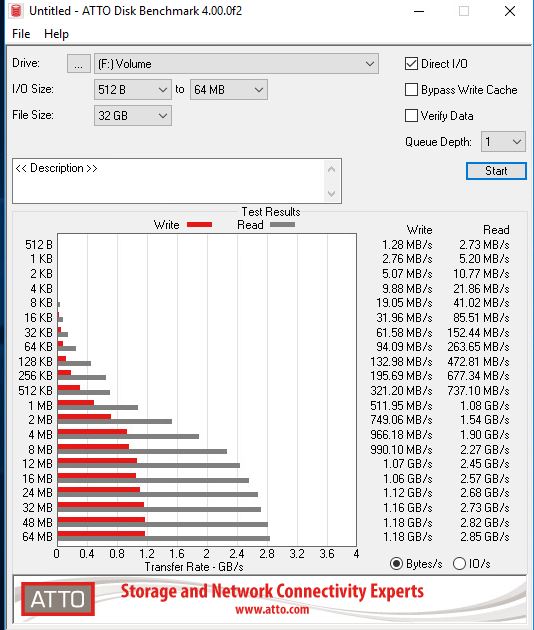 Untitled - ATTO Disk Benchmark 4.00.0f2
File Help
Drive: ... (F:) Volume
I/O Size: 512 B to 64 MB
File Size: 32 GB
Direct I/O
Bypass Write Cache
Verify Data
Queue Depth: 1
<< Description >>
Start
Test Results
Write Read Write Read
512 B 1.28 MB/s 2.73 MB/s
1 KB 2.76 MB/s 5.20 MB/s
2 KB 5.07 MB/s 10.77 MB/s
4 KB 9.88 MB/s 21.86 MB/s
8 KB 19.05 MB/s 41.02 MB/s
16 KB 31.96 MB/s 85.51 MB/s
32 KB 61.58 MB/s 152.44 MB/s
64 KB 94.09 MB/s 263.65 MB/s
128 KB 132.98 MB/s 472.81 MB/s
256 KB 195.69 MB/s 677.34 MB/s
512 KB 321.20 MB/s 737.10 MB/s
1 MB 511.95 MB/s 1.08 GB/s
2 MB 749.06 MB/s 1.54 GB/s
4 MB 966.18 MB/s 1.90 GB/s
8 MB 990.10 MB/s 2.27 GB/s
12 MB 1.07 GB/s 2.45 GB/s
16 MB 1.06 GB/s 2.57 GB/s
24 MB 1.12 GB/s 2.68 GB/s
32 MB 1.16 GB/s 2.73 GB/s
48 MB 1.18 GB/s 2.82 GB/s
64 MB 1.18 GB/s 2.85 GB/s
0 0.4 0.8 1.2 1.6 2 2.4 2.8 3.2 3.6 4
Transfer Rate - GB/s
Bytes/s IO/s
ATTO
Storage and Network Connectivity Experts
www.atto.com